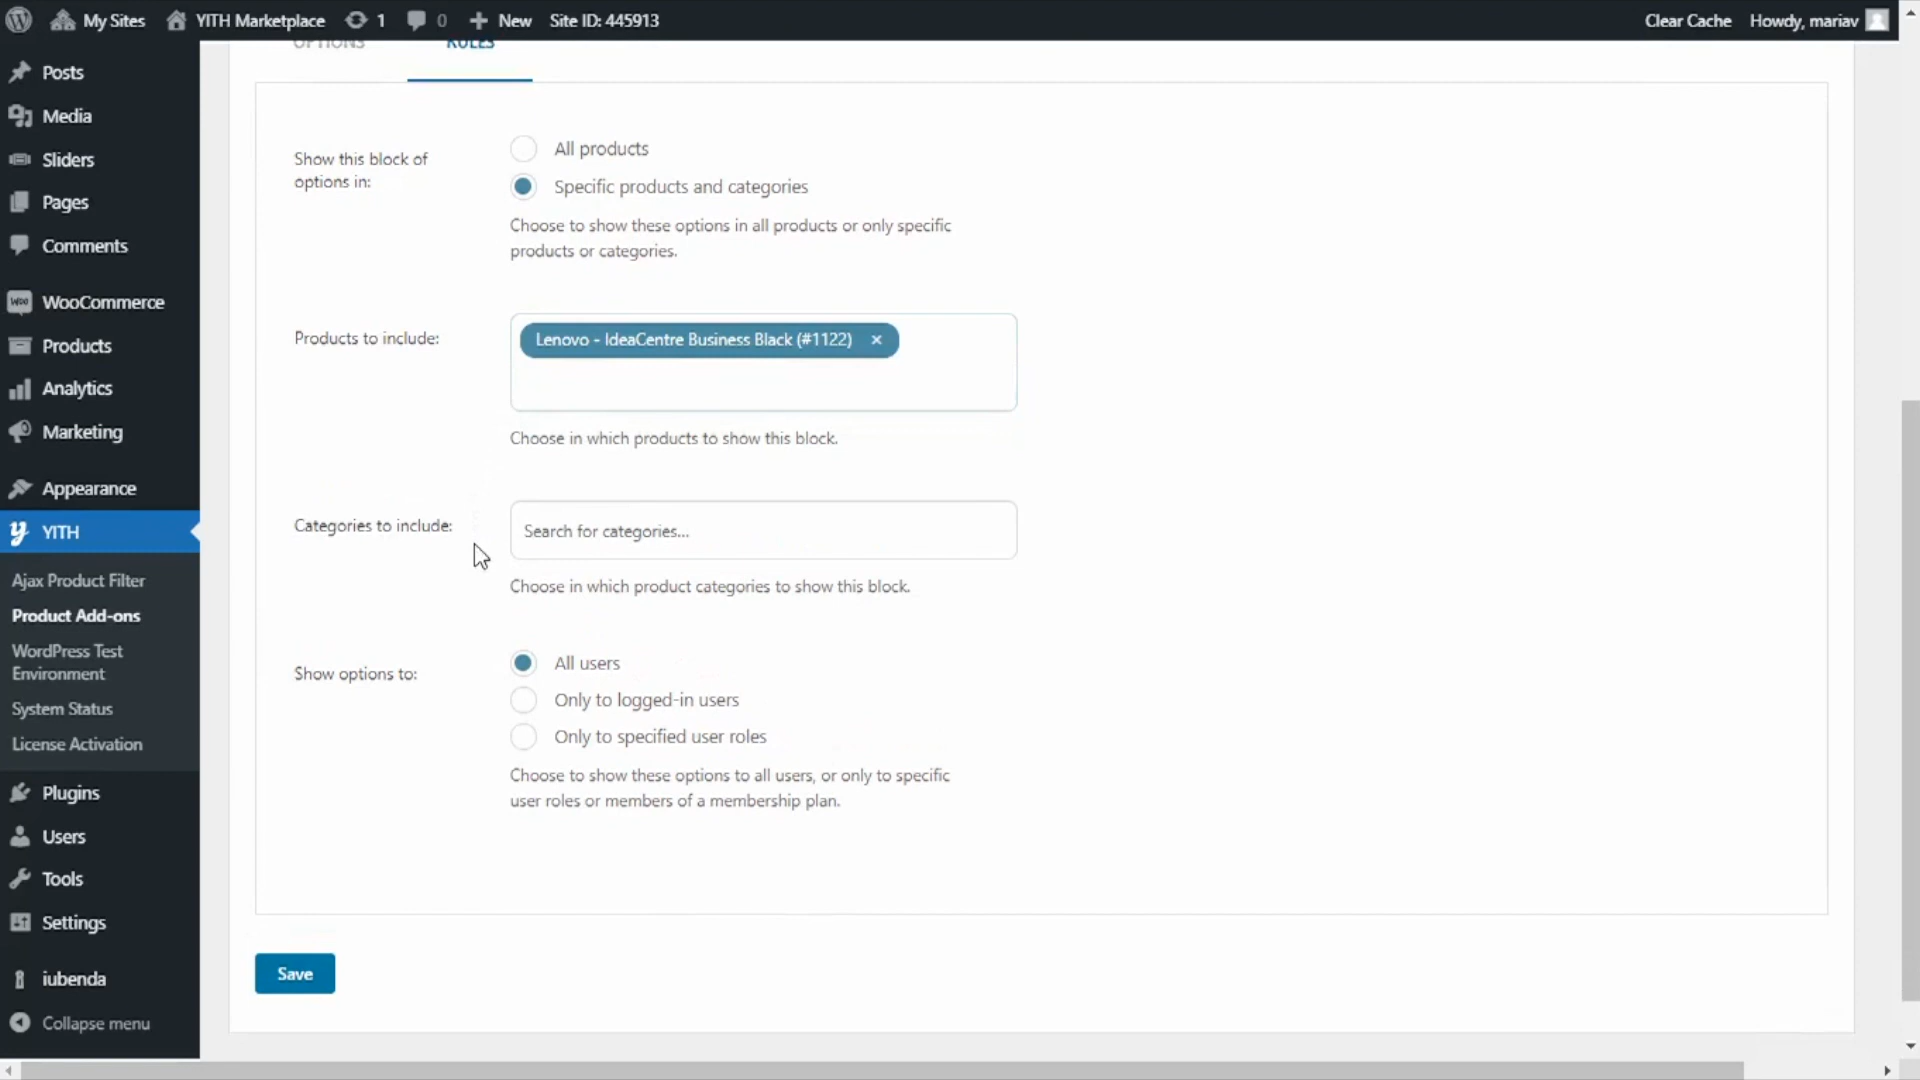 My Sites
YITH Marketplace
1
0
New
Site ID: 445913
Clear Cache
Howdy, mariav
OPTIONS
RULES
Posts
Media
Sliders
Pages
Comments
WooCommerce
Products
Analytics
Marketing
Appearance
YITH
Ajax Product Filter
Product Add-ons
WordPress Test
Environment
System Status
License Activation
Plugins
Users
Tools
Settings
iubenda
Collapse menu
Show this block of
options in:
All products
Specific products and categories
Choose to show these options in all products or only specific
products or categories.
Products to include:
Lenovo - IdeaCentre Business Black (#1122) ×
Choose in which products to show this block.
Categories to include:
Search for categories...
Choose in which product categories to show this block.
Show options to:
All users
Only to logged-in users
Only to specified user roles
Choose to show these options to all users, or only to specific
user roles or members of a membership plan.
Save